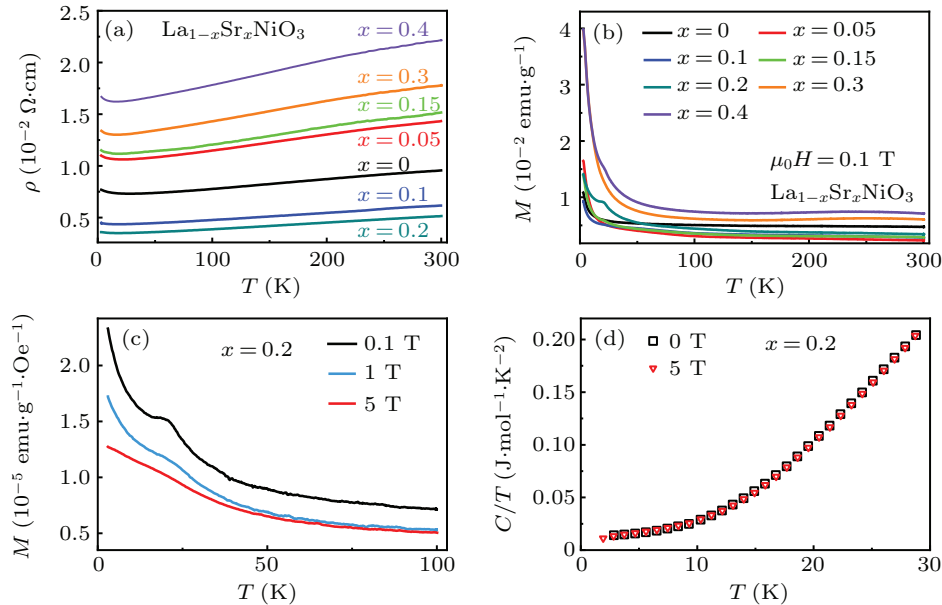 (a)
La₁₋ₓSrₓNiO₃
x = 0.4
x = 0.3
x = 0.15
x = 0.05
x = 0
x = 0.1
x = 0.2
2.5
2.0
1.5
1.0
0.5
ρ (10⁻² Ω·cm)
0 100 200 300
T (K)
(b)
x = 0 x = 0.05
x = 0.1 x = 0.15
x = 0.2 x = 0.3
x = 0.4
μ₀H = 0.1 T
La₁₋ₓSrₓNiO₃
4
3
2
1
M (10⁻² emu·g⁻¹)
0 100 200 300
T (K)
(c)
x = 0.2
0.1 T
1 T
5 T
2.0
1.5
1.0
0.5
M (10⁻⁵ emu·g⁻¹·Oe⁻¹)
0 50 100
T (K)
(d)
0 T x = 0.2
5 T
0.20
0.15
0.10
0.05
0
C/T (J·mol⁻¹·K⁻²)
0 10 20 30
T (K)